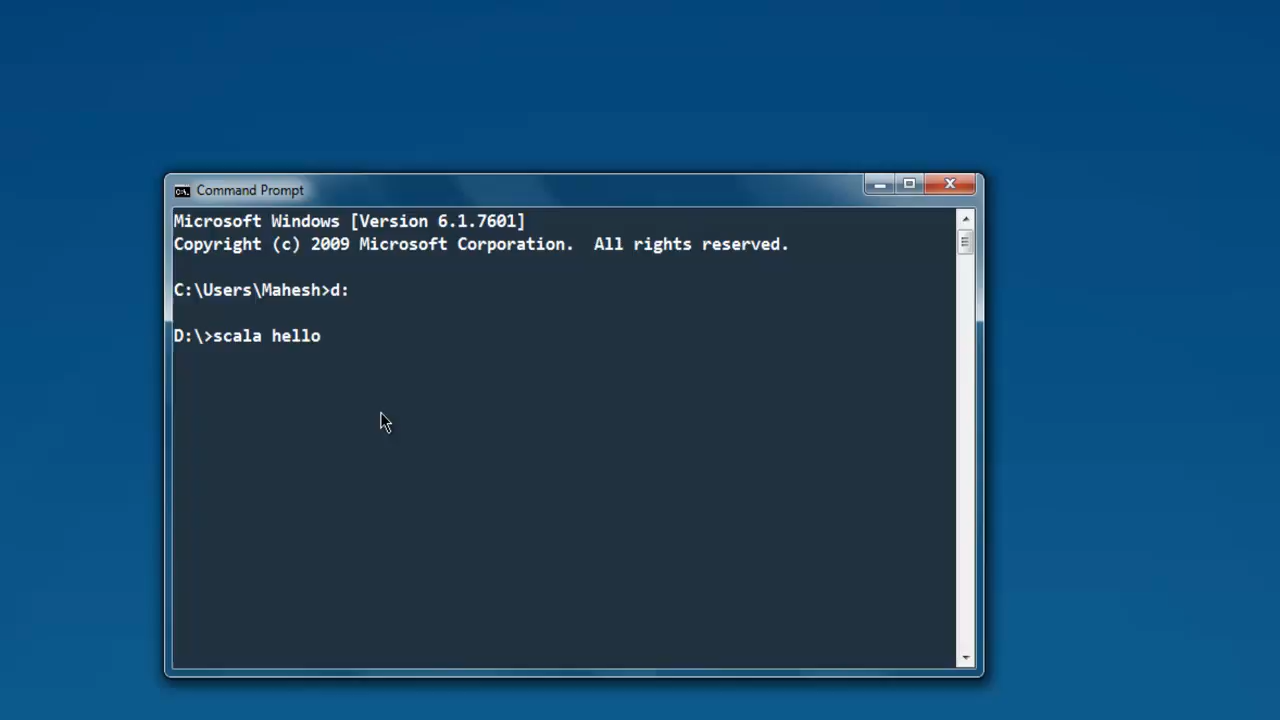 Command Prompt
Microsoft Windows [Version 6.1.7601]
Copyright (c) 2009 Microsoft Corporation.  All rights reserved.
C:\Users\Mahesh>d:
D:\>scala hello